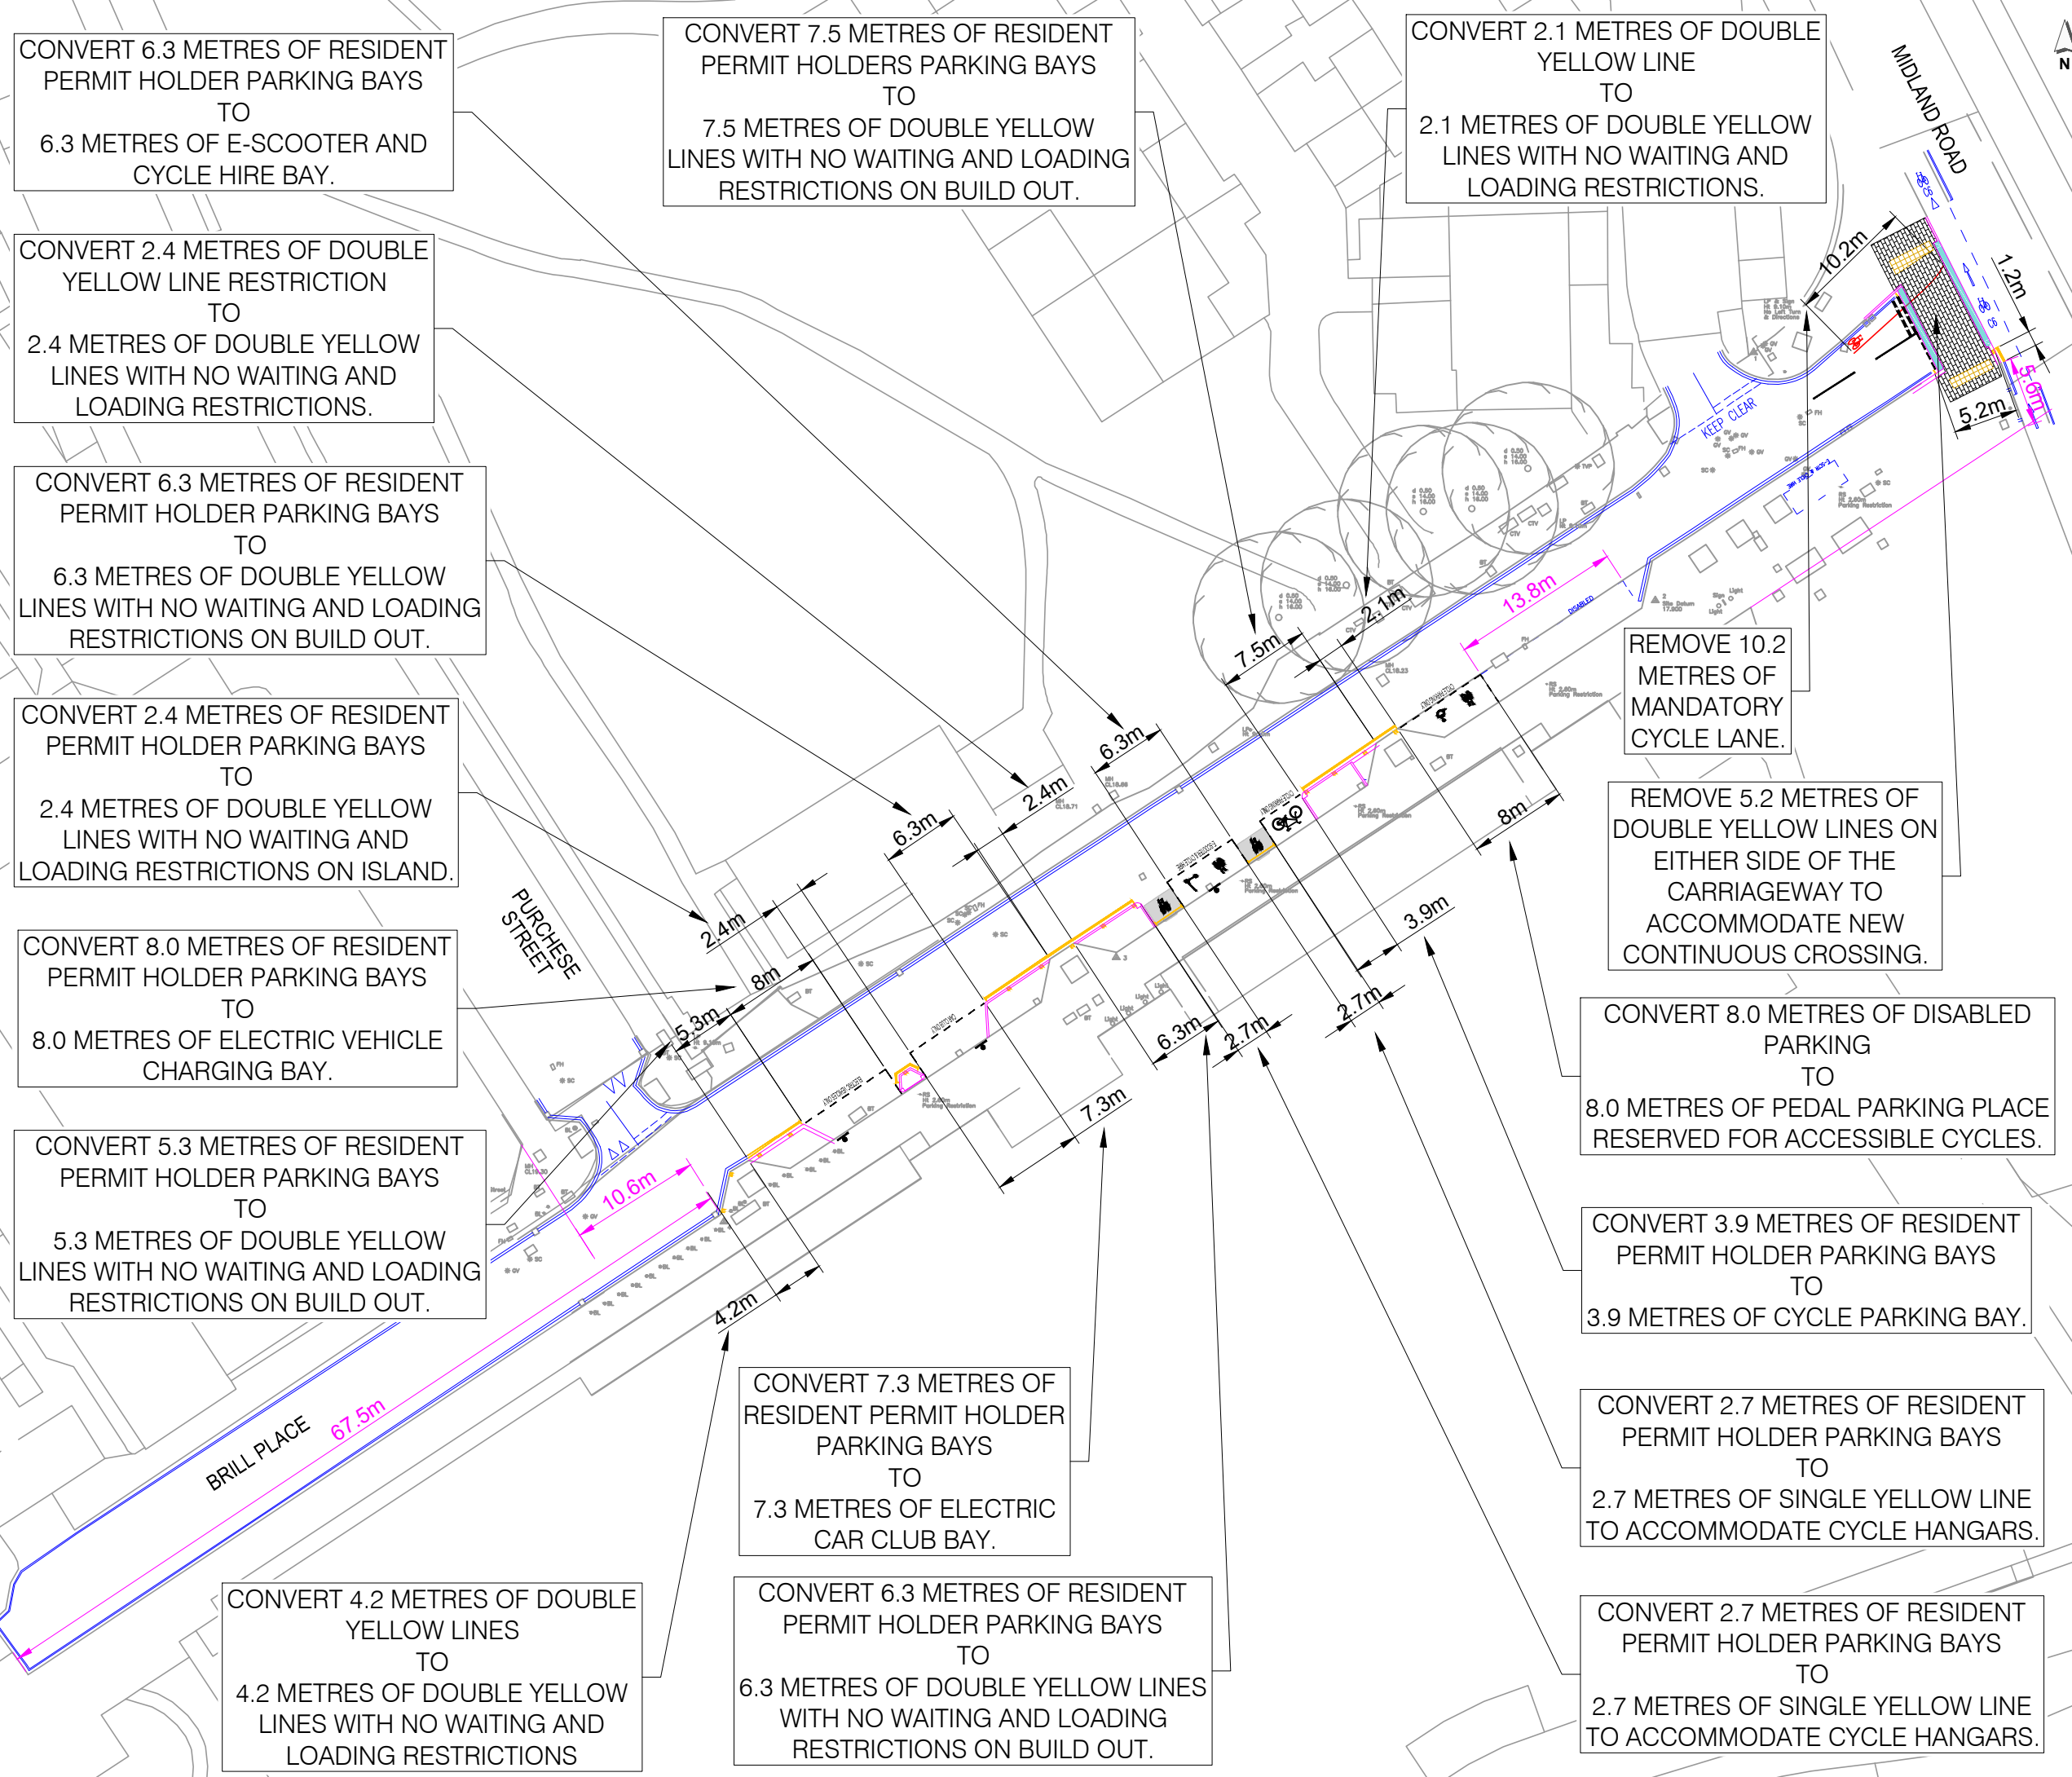 CONVERT 6.3 METRES OF RESIDENT
PERMIT HOLDER PARKING BAYS
TO
6.3 METRES OF E-SCOOTER AND
CYCLE HIRE BAY.
CONVERT 7.5 METRES OF RESIDENT
PERMIT HOLDERS PARKING BAYS
TO
7.5 METRES OF DOUBLE YELLOW
LINES WITH NO WAITING AND LOADING
RESTRICTIONS ON BUILD OUT.
CONVERT 2.1 METRES OF DOUBLE
YELLOW LINE
TO
2.1 METRES OF DOUBLE YELLOW
LINES WITH NO WAITING AND
LOADING RESTRICTIONS.
MIDLAND ROAD
N
CONVERT 2.4 METRES OF DOUBLE
YELLOW LINE RESTRICTION
TO
2.4 METRES OF DOUBLE YELLOW
LINES WITH NO WAITING AND
LOADING RESTRICTIONS.
10.2m
1.2m
5.6m
5.2m
KEEP CLEAR
CONVERT 6.3 METRES OF RESIDENT
PERMIT HOLDER PARKING BAYS
TO
6.3 METRES OF DOUBLE YELLOW
LINES WITH NO WAITING AND LOADING
RESTRICTIONS ON BUILD OUT.
13.8m
DISABLED
2.1m
7.5m
REMOVE 10.2
METRES OF
MANDATORY
CYCLE LANE.
CONVERT 2.4 METRES OF RESIDENT
PERMIT HOLDER PARKING BAYS
TO
2.4 METRES OF DOUBLE YELLOW
LINES WITH NO WAITING AND
LOADING RESTRICTIONS ON ISLAND.
6.3m
2.4m
6.3m
8m
REMOVE 5.2 METRES OF
DOUBLE YELLOW LINES ON
EITHER SIDE OF THE
CARRIAGEWAY TO
ACCOMMODATE NEW
CONTINUOUS CROSSING.
PURCHESE
STREET
2.4m
8m
5.3m
3.9m
2.7m
2.7m
6.3m
7.3m
CONVERT 8.0 METRES OF RESIDENT
PERMIT HOLDER PARKING BAYS
TO
8.0 METRES OF ELECTRIC VEHICLE
CHARGING BAY.
CONVERT 8.0 METRES OF DISABLED
PARKING
TO
8.0 METRES OF PEDAL PARKING PLACE
RESERVED FOR ACCESSIBLE CYCLES.
CONVERT 5.3 METRES OF RESIDENT
PERMIT HOLDER PARKING BAYS
TO
5.3 METRES OF DOUBLE YELLOW
LINES WITH NO WAITING AND LOADING
RESTRICTIONS ON BUILD OUT.
10.6m
4.2m
CONVERT 3.9 METRES OF RESIDENT
PERMIT HOLDER PARKING BAYS
TO
3.9 METRES OF CYCLE PARKING BAY.
67.5m
BRILL PLACE
CONVERT 7.3 METRES OF
RESIDENT PERMIT HOLDER
PARKING BAYS
TO
7.3 METRES OF ELECTRIC
CAR CLUB BAY.
CONVERT 2.7 METRES OF RESIDENT
PERMIT HOLDER PARKING BAYS
TO
2.7 METRES OF SINGLE YELLOW LINE
TO ACCOMMODATE CYCLE HANGARS.
CONVERT 4.2 METRES OF DOUBLE
YELLOW LINES
TO
4.2 METRES OF DOUBLE YELLOW
LINES WITH NO WAITING AND
LOADING RESTRICTIONS
CONVERT 6.3 METRES OF RESIDENT
PERMIT HOLDER PARKING BAYS
TO
6.3 METRES OF DOUBLE YELLOW LINES
WITH NO WAITING AND LOADING
RESTRICTIONS ON BUILD OUT.
CONVERT 2.7 METRES OF RESIDENT
PERMIT HOLDER PARKING BAYS
TO
2.7 METRES OF SINGLE YELLOW LINE
TO ACCOMMODATE CYCLE HANGARS.